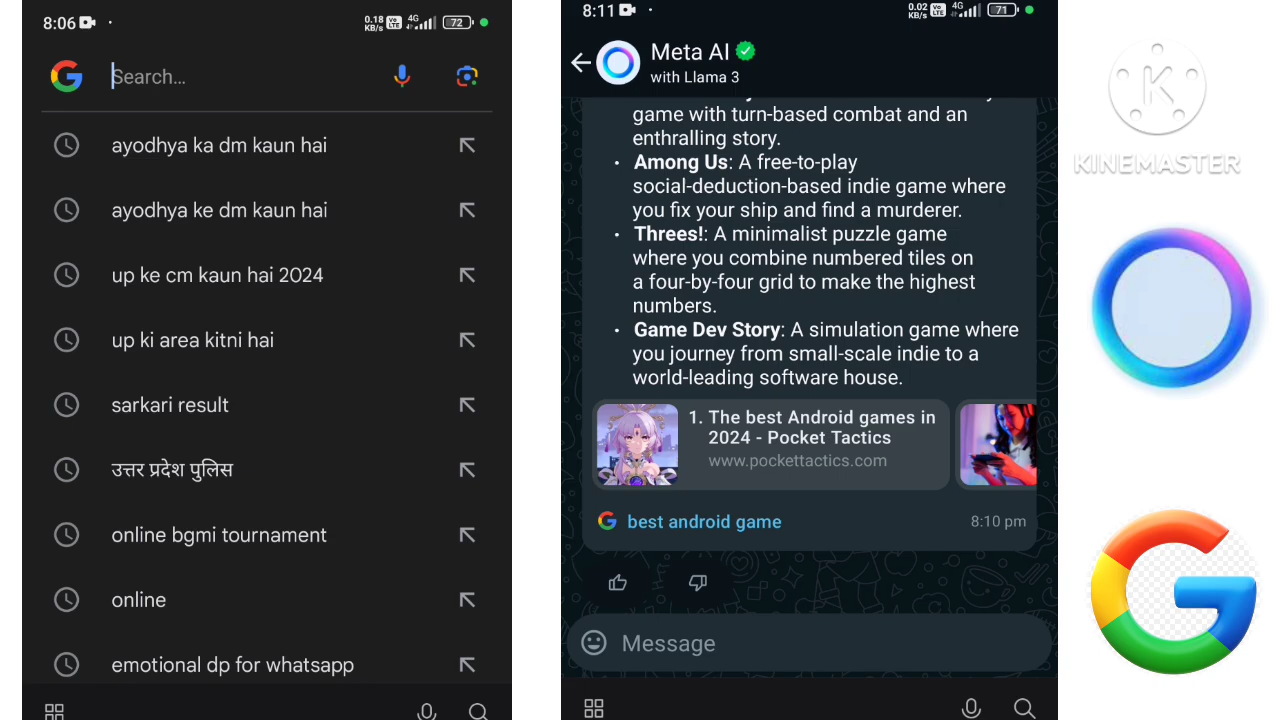 8:06
0.18 KB/s Vo LTE 4G 72
Search...
ayodhya ka dm kaun hai
ayodhya ke dm kaun hai
up ke cm kaun hai 2024
up ki area kitni hai
sarkari result
उत्तर प्रदेश पुलिस
online bgmi tournament
online
emotional dp for whatsapp
8:11
0.02 KB/s Vo LTE 4G 71
Meta AI
with Llama 3
game with turn-based combat and an
enthralling story.
• Among Us: A free-to-play
social-deduction-based indie game where
you fix your ship and find a murderer.
• Threes!: A minimalist puzzle game
where you combine numbered tiles on
a four-by-four grid to make the highest
numbers.
• Game Dev Story: A simulation game where
you journey from small-scale indie to a
world-leading software house.
1. The best Android games in
2024 - Pocket Tactics
www.pockettactics.com
best android game
8:10 pm
Message
K
KINEMASTER